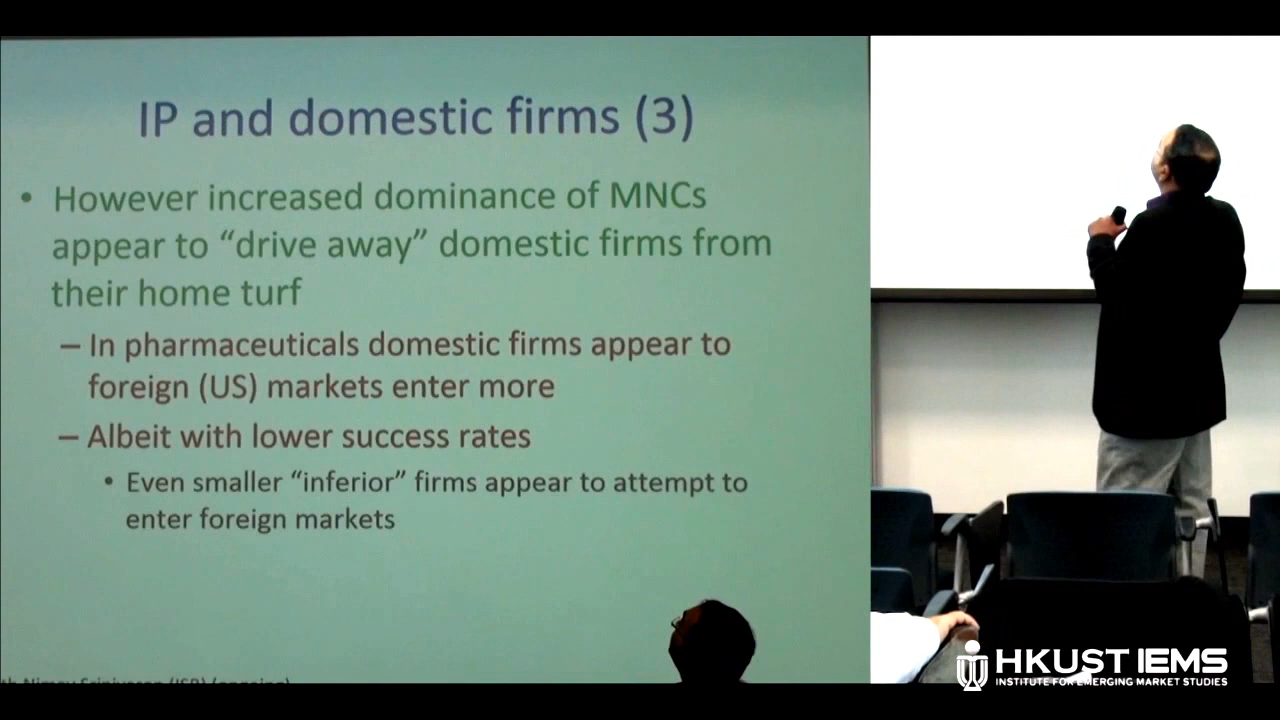 IP and domestic firms (3)
• However increased dominance of MNCs
appear to “drive away” domestic firms from
their home turf
– In pharmaceuticals domestic firms appear to
foreign (US) markets enter more
– Albeit with lower success rates
• Even smaller “inferior” firms appear to attempt to
enter foreign markets
HKUST IEMS
INSTITUTE FOR EMERGING MARKET STUDIES